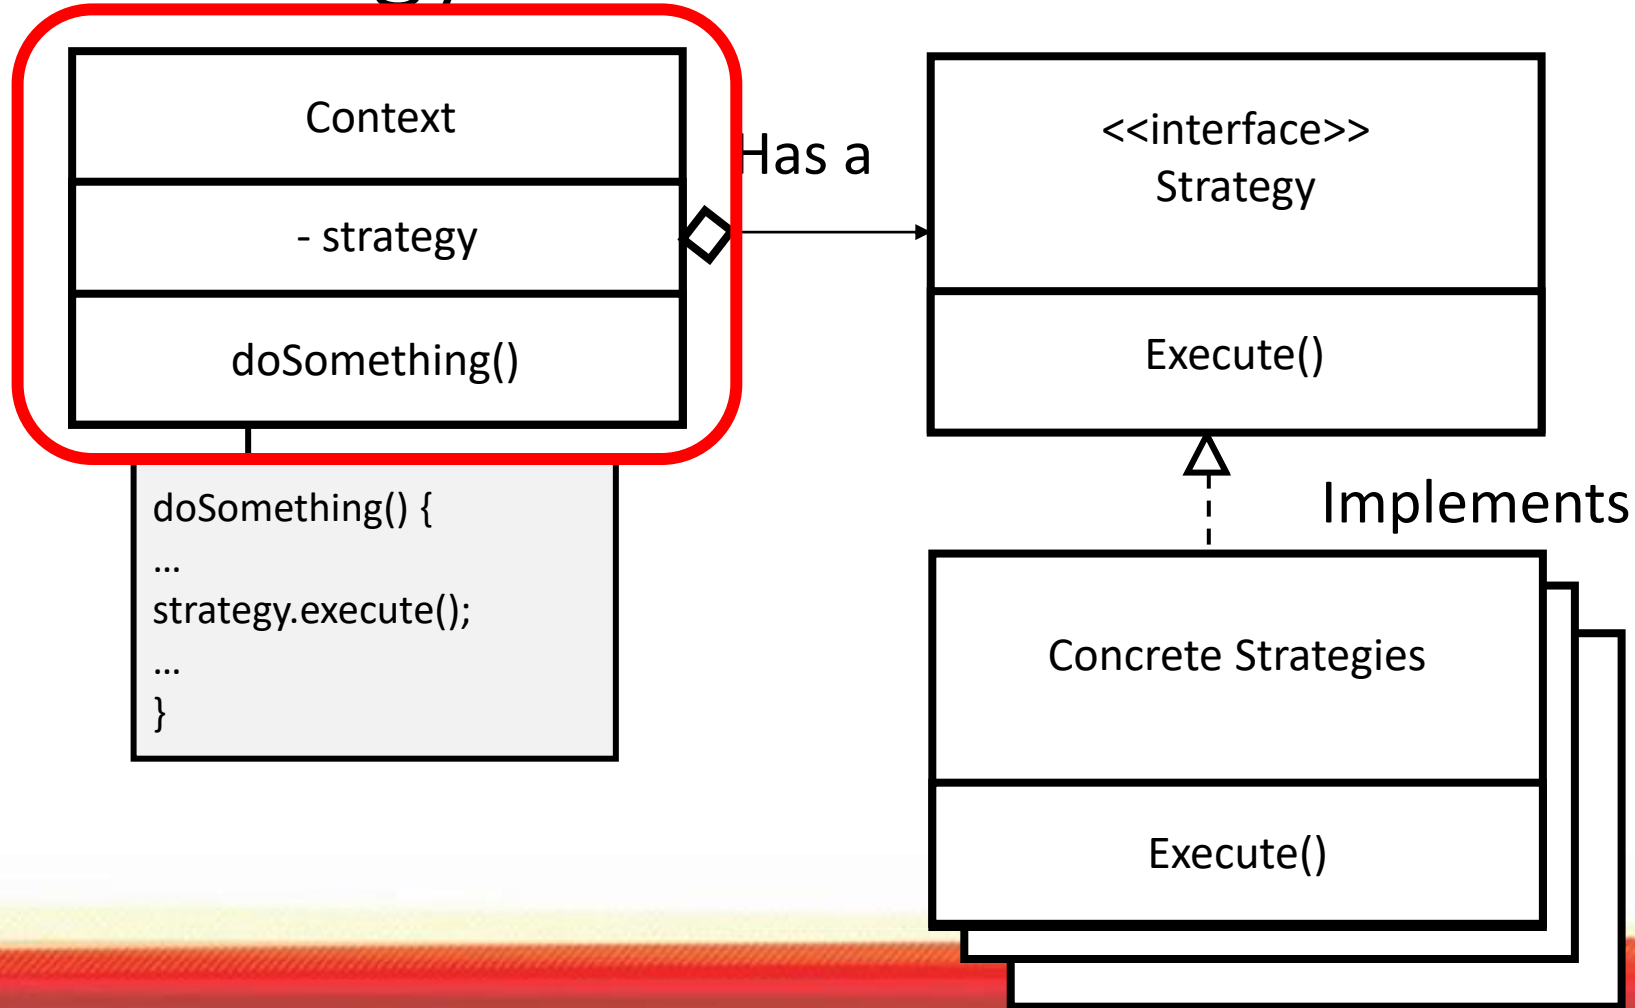 Context
- strategy
doSomething()
Has a
<<interface>>
Strategy
Execute()
doSomething() {
...
strategy.execute();
...
}
Implements
Concrete Strategies
Execute()